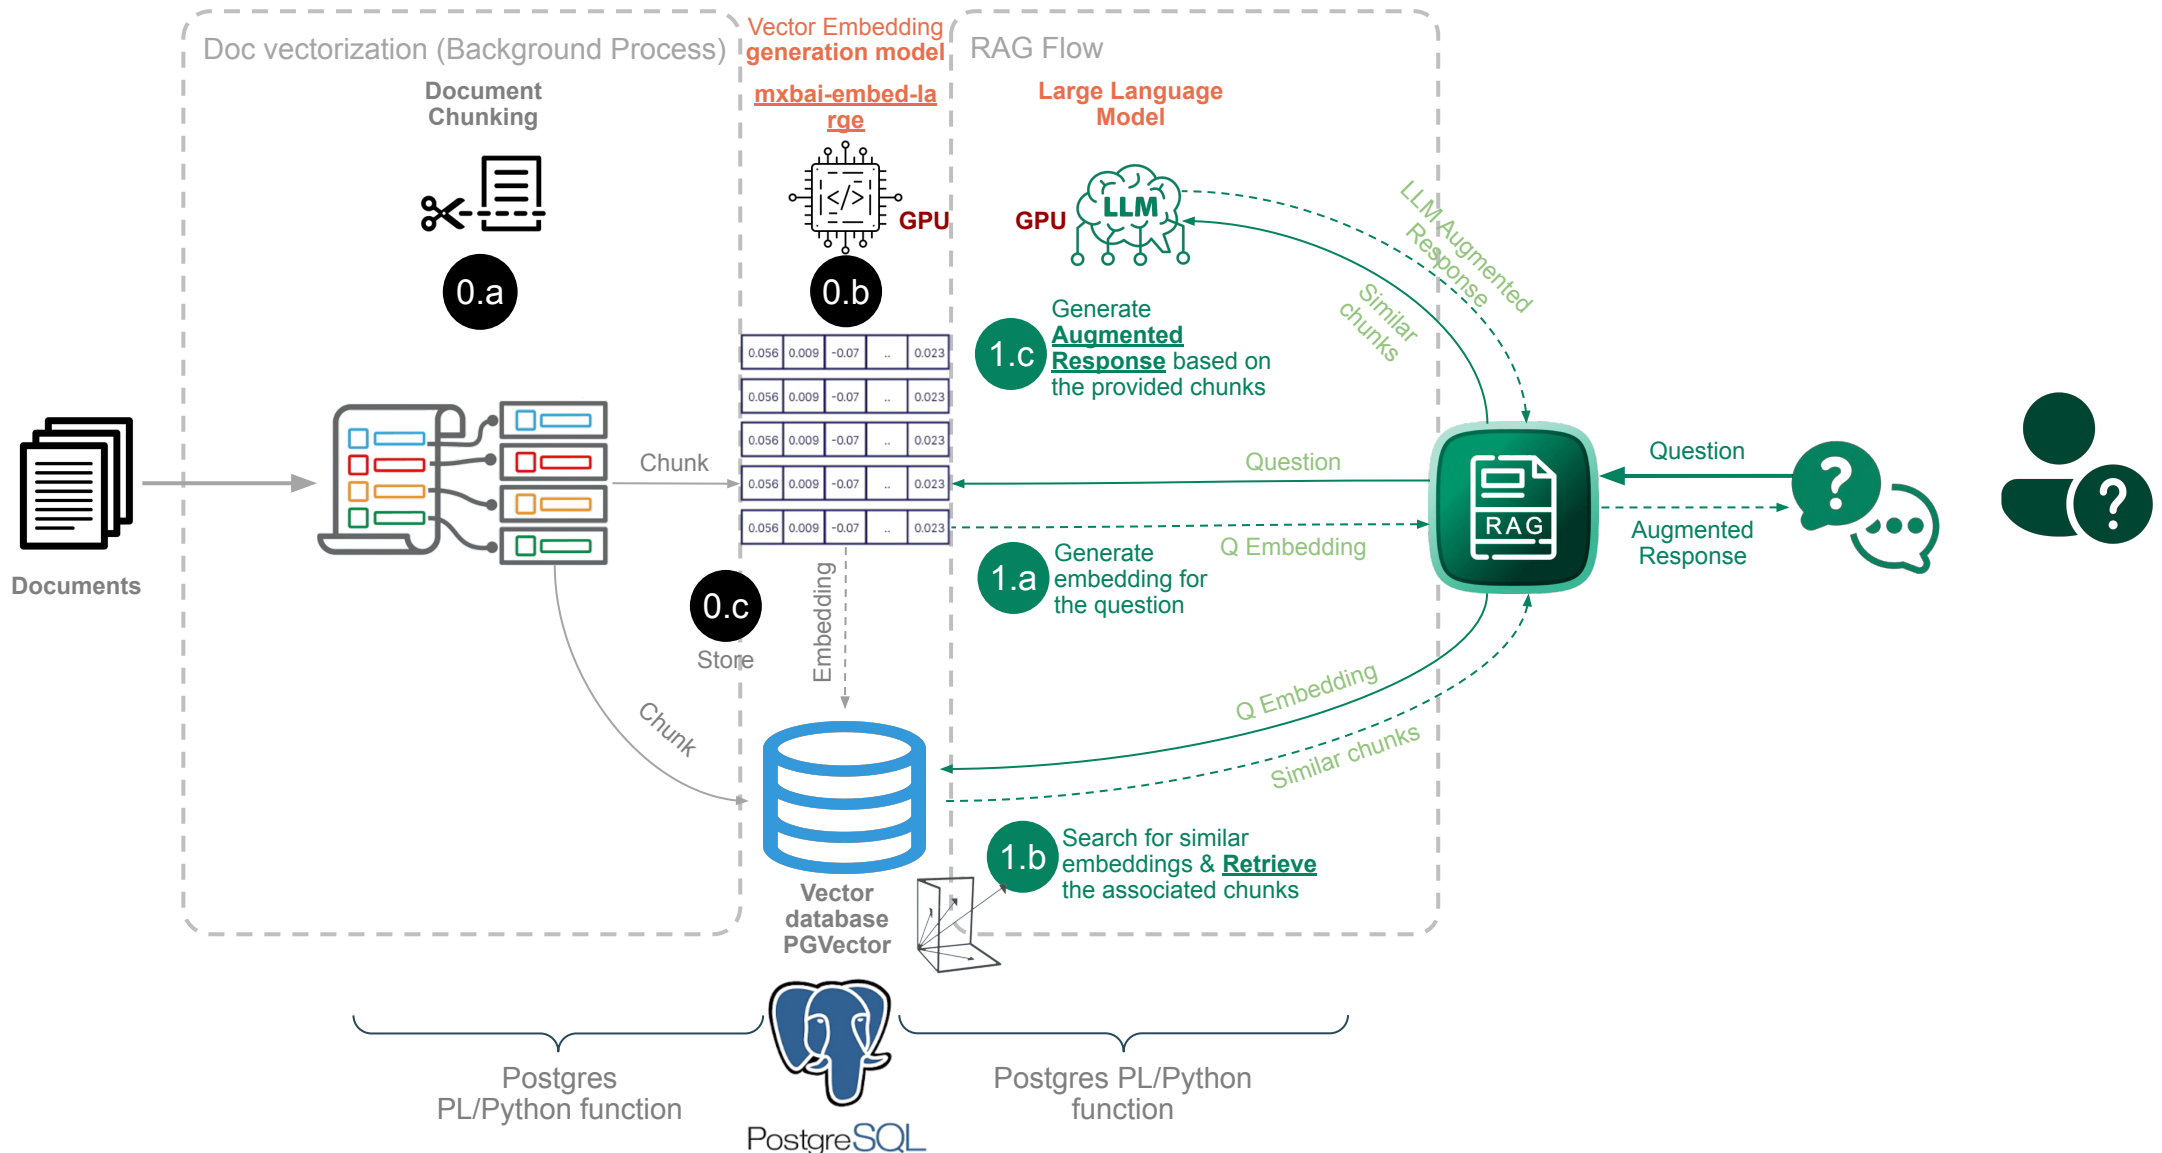 Doc vectorization (Background Process)
Vector Embedding
generation model
RAG Flow
Document
Chunking
mxbai-embed-la
rge
Large Language
Model
</>
GPU
GPU
LLM
0.a
0.b
LLM Augmented
Response
Similar
chunks
1.c
Generate
Augmented
Response based on
the provided chunks
0.056 0.009 -0.07 .. 0.023
0.056 0.009 -0.07 .. 0.023
0.056 0.009 -0.07 .. 0.023
0.056 0.009 -0.07 .. 0.023
0.056 0.009 -0.07 .. 0.023
Documents
Chunk
Question
Q Embedding
RAG
Question
Augmented
Response
?
?
1.a
Generate
embedding for
the question
0.c
Store
Embedding
Chunk
Q Embedding
Similar chunks
1.b
Search for similar
embeddings & Retrieve
the associated chunks
Vector
database
PGVector
Postgres
PL/Python function
PostgreSQL
Postgres PL/Python
function